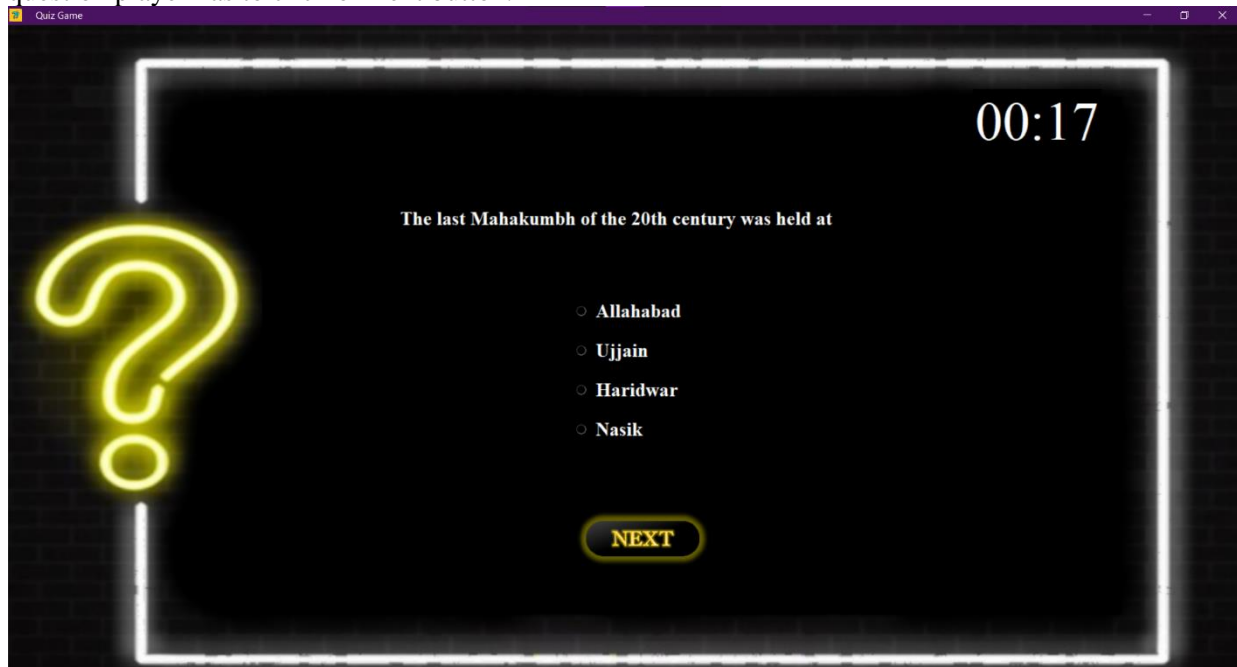 Quiz Game
00:17
The last Mahakumbh of the 20th century was held at
Allahabad
Ujjain
Haridwar
Nasik
NEXT